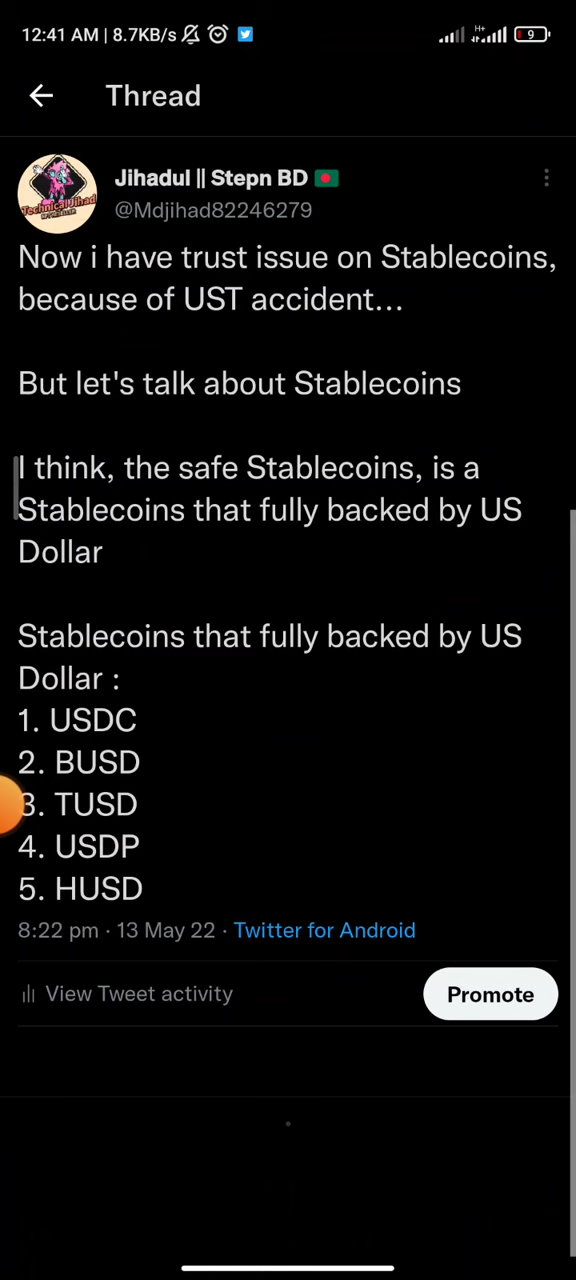 12:41 AM | 8.7KB/s
H+
9
Thread
Jihadul || Stepn BD 🇧🇩
@Mdjihad82246279
Now i have trust issue on Stablecoins,
because of UST accident...
But let's talk about Stablecoins
I think, the safe Stablecoins, is a
Stablecoins that fully backed by US
Dollar
Stablecoins that fully backed by US
Dollar :
1. USDC
2. BUSD
3. TUSD
4. USDP
5. HUSD
8:22 pm · 13 May 22 · Twitter for Android
View Tweet activity
Promote